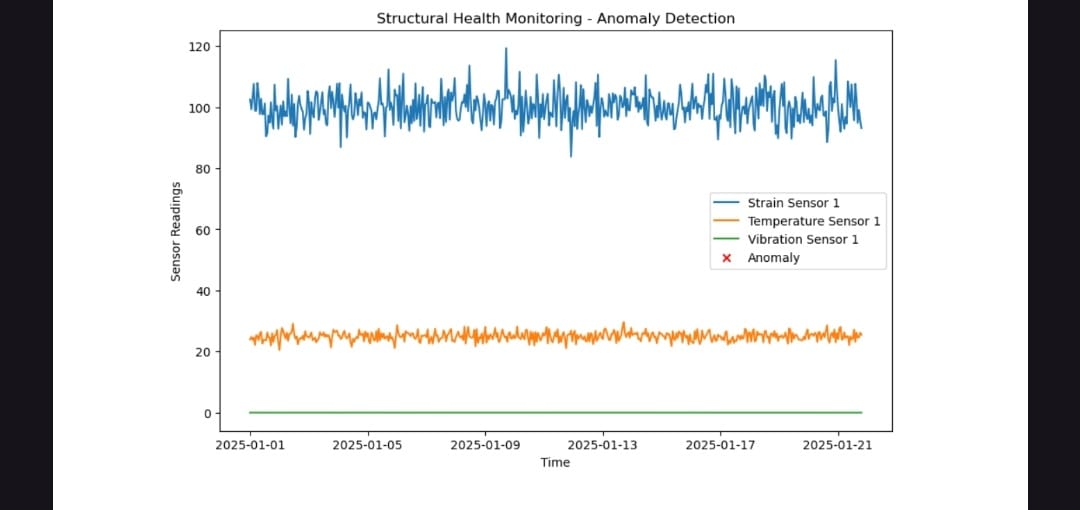 Structural Health Monitoring - Anomaly Detection
120
100
80
60
40
20
0
Sensor Readings
Strain Sensor 1
Temperature Sensor 1
Vibration Sensor 1
Anomaly
2025-01-01 2025-01-05 2025-01-09 2025-01-13 2025-01-17 2025-01-21
Time